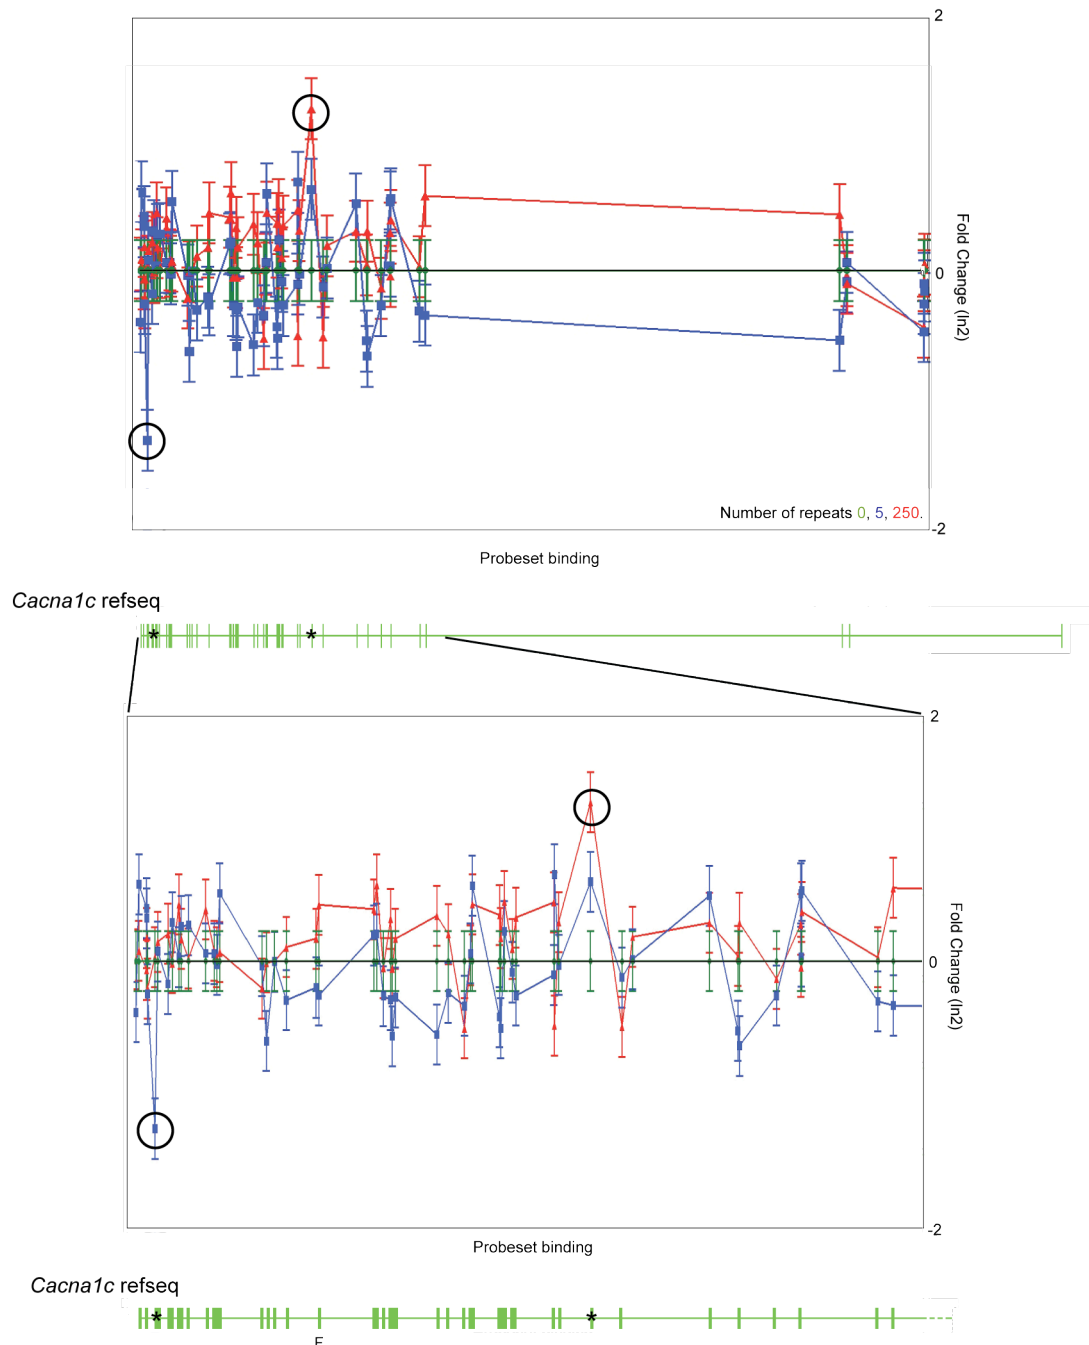 2
Fold Change (ln2)
0
Number of repeats 0, 5, 250.
-2
Probeset binding
Cacna1c refseq
* *
2
Fold Change (ln2)
0
-2
Probeset binding
Cacna1c refseq
* *